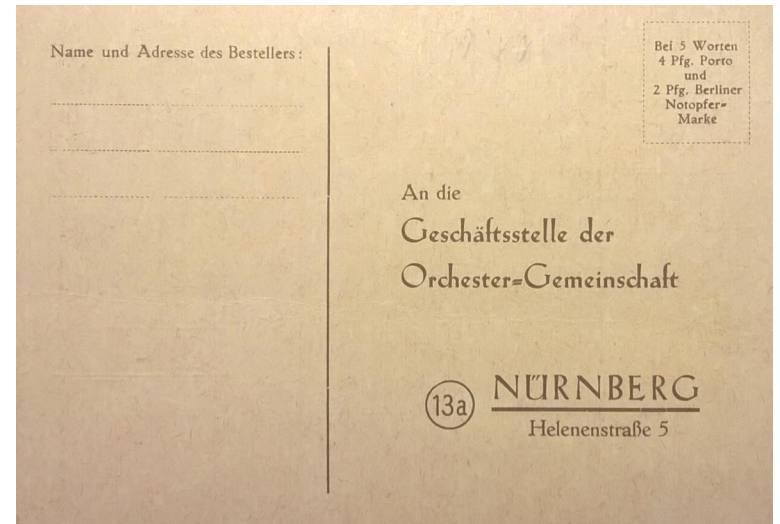 Name und Adresse des Bestellers:
Bei 5 Worten
4 Pfg. Porto
und
2 Pfg. Berliner
Notopfer=
Marke
An die
Geschäftsstelle der
Orchester=Gemeinschaft
13a NÜRNBERG
Helenenstraße 5